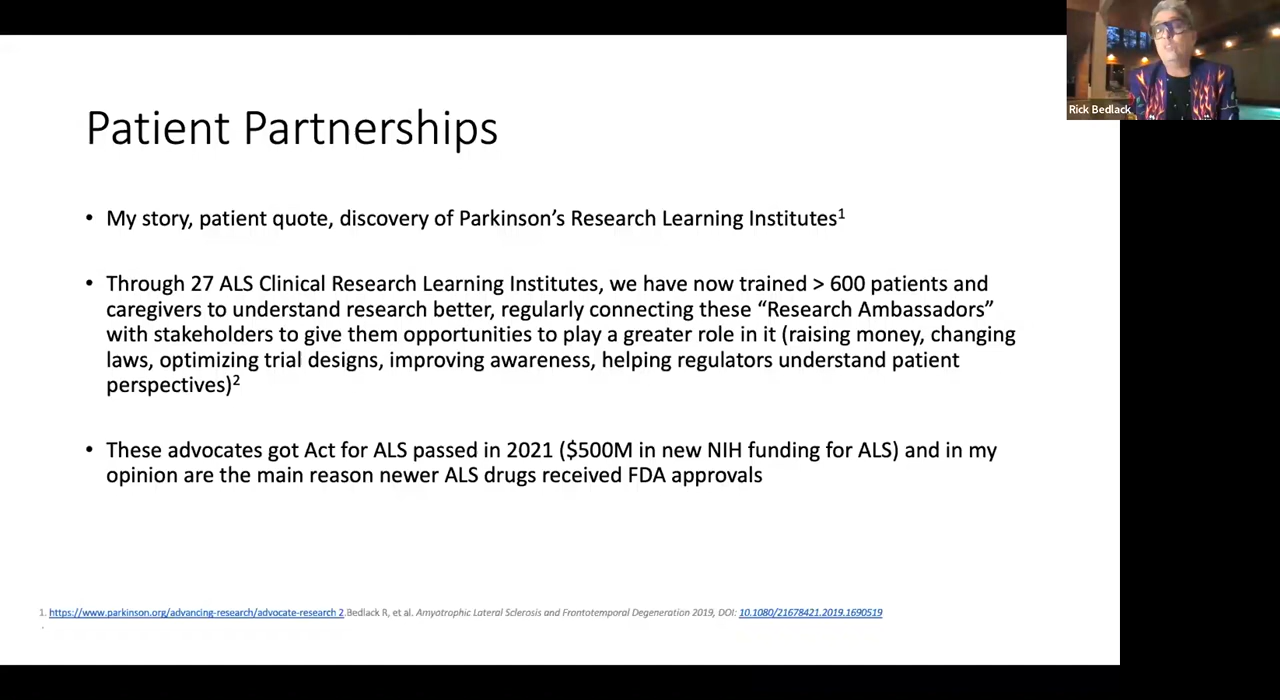 Rick Bedlack
Patient Partnerships
• My story, patient quote, discovery of Parkinson’s Research Learning Institutes1
• Through 27 ALS Clinical Research Learning Institutes, we have now trained > 600 patients and
caregivers to understand research better, regularly connecting these “Research Ambassadors”
with stakeholders to give them opportunities to play a greater role in it (raising money, changing
laws, optimizing trial designs, improving awareness, helping regulators understand patient
perspectives)2
• These advocates got Act for ALS passed in 2021 ($500M in new NIH funding for ALS) and in my
opinion are the main reason newer ALS drugs received FDA approvals
1. https://www.parkinson.org/advancing-research/advocate-research 2.Bedlack R, et al. Amyotrophic Lateral Sclerosis and Frontotemporal Degeneration 2019, DOI: 10.1080/21678421.2019.1690519
.